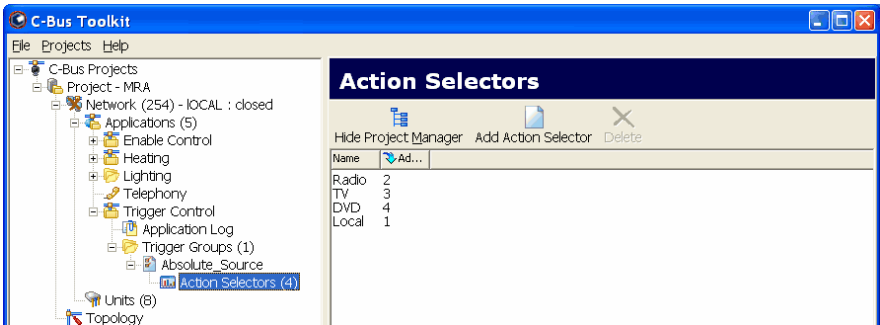 C-Bus Toolkit
File Projects Help
C-Bus Projects
Project - MRA
Network (254) - lOCAL : closed
Applications (5)
Enable Control
Heating
Lighting
Telephony
Trigger Control
Application Log
Trigger Groups (1)
Absolute_Source
Action Selectors (4)
Units (8)
Topology
Action Selectors
Hide Project Manager Add Action Selector Delete
Name Ad...
Radio 2
TV 3
DVD 4
Local 1